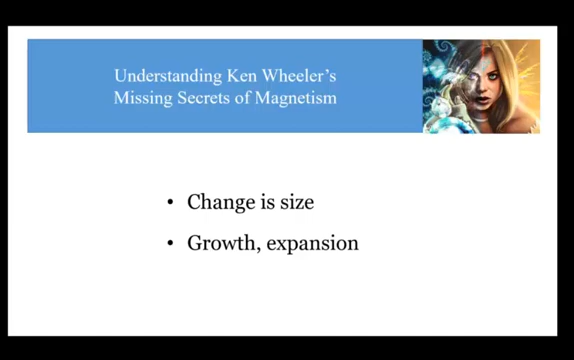 Understanding Ken Wheeler's
Missing Secrets of Magnetism
• Change is size
• Growth, expansion